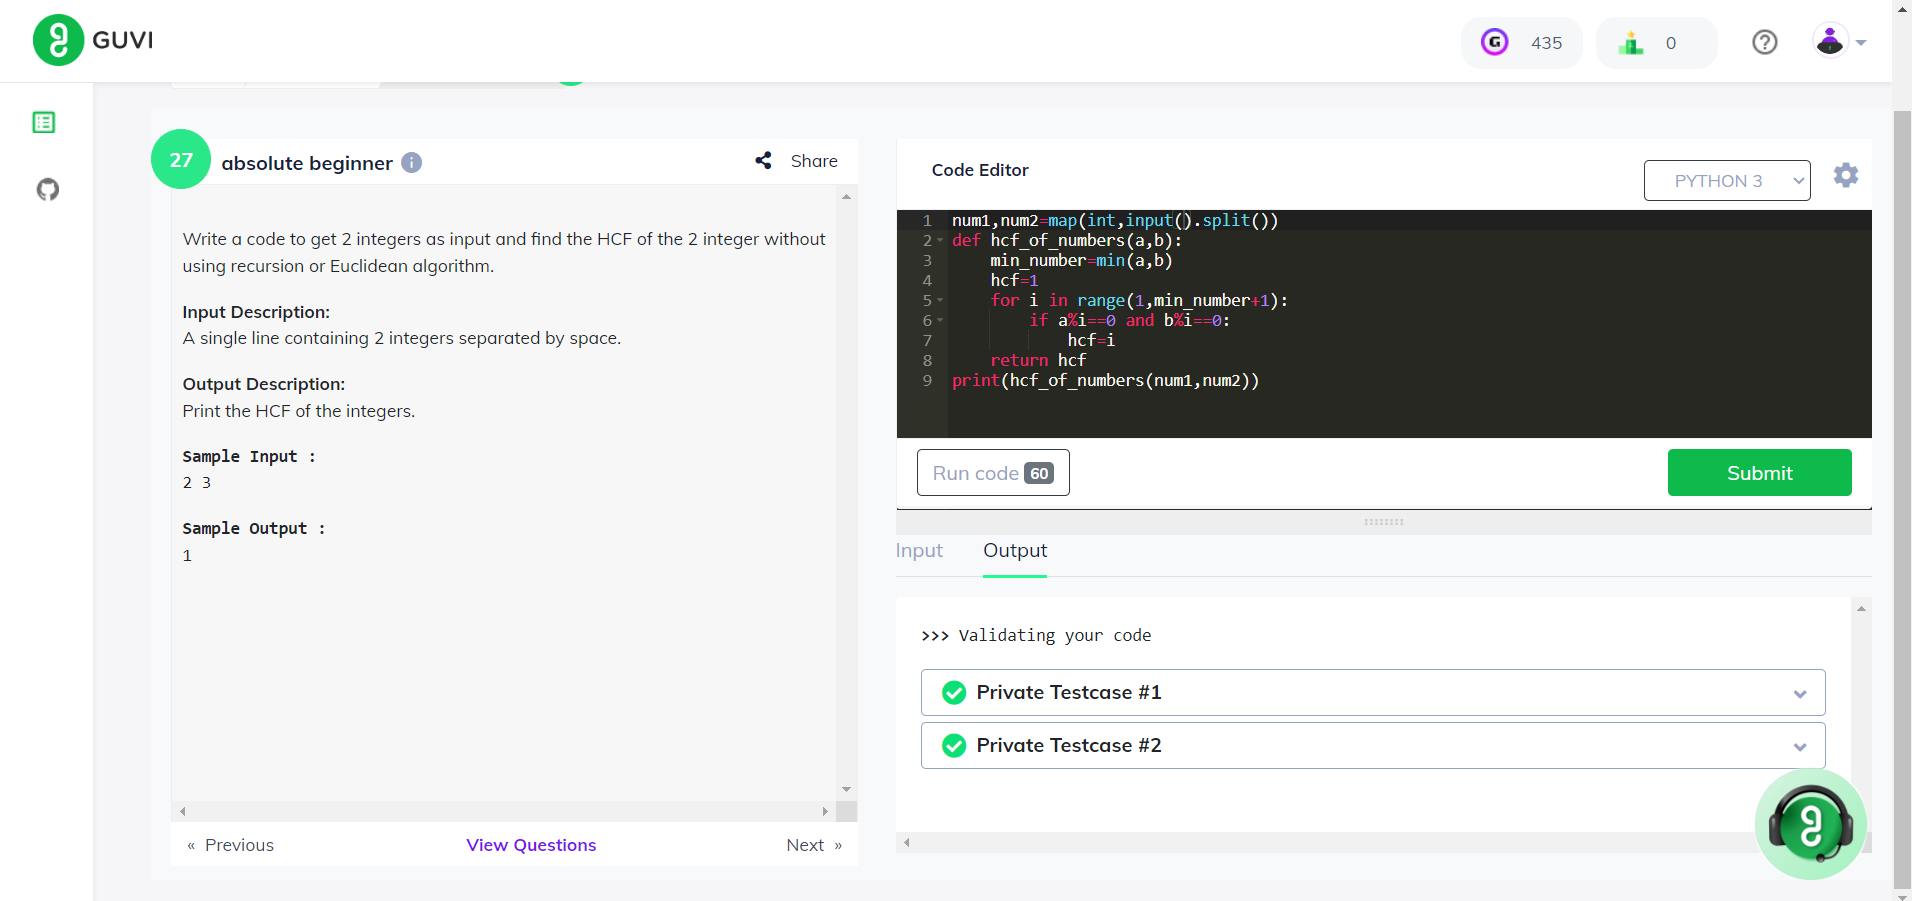 GUVI
435
0
27
absolute beginner
Share
Write a code to get 2 integers as input and find the HCF of the 2 integer without
using recursion or Euclidean algorithm.
Input Description:
A single line containing 2 integers separated by space.
Output Description:
Print the HCF of the integers.
Sample Input :
2 3
Sample Output :
1
« Previous
View Questions
Next »
Code Editor
PYTHON 3
1 num1,num2=map(int,input().split())
2 def hcf_of_numbers(a,b):
3     min_number=min(a,b)
4     hcf=1
5     for i in range(1,min_number+1):
6         if a%i==0 and b%i==0:
7             hcf=i
8     return hcf
9 print(hcf_of_numbers(num1,num2))
Run code 60
Submit
Input
Output
>>> Validating your code
Private Testcase #1
Private Testcase #2